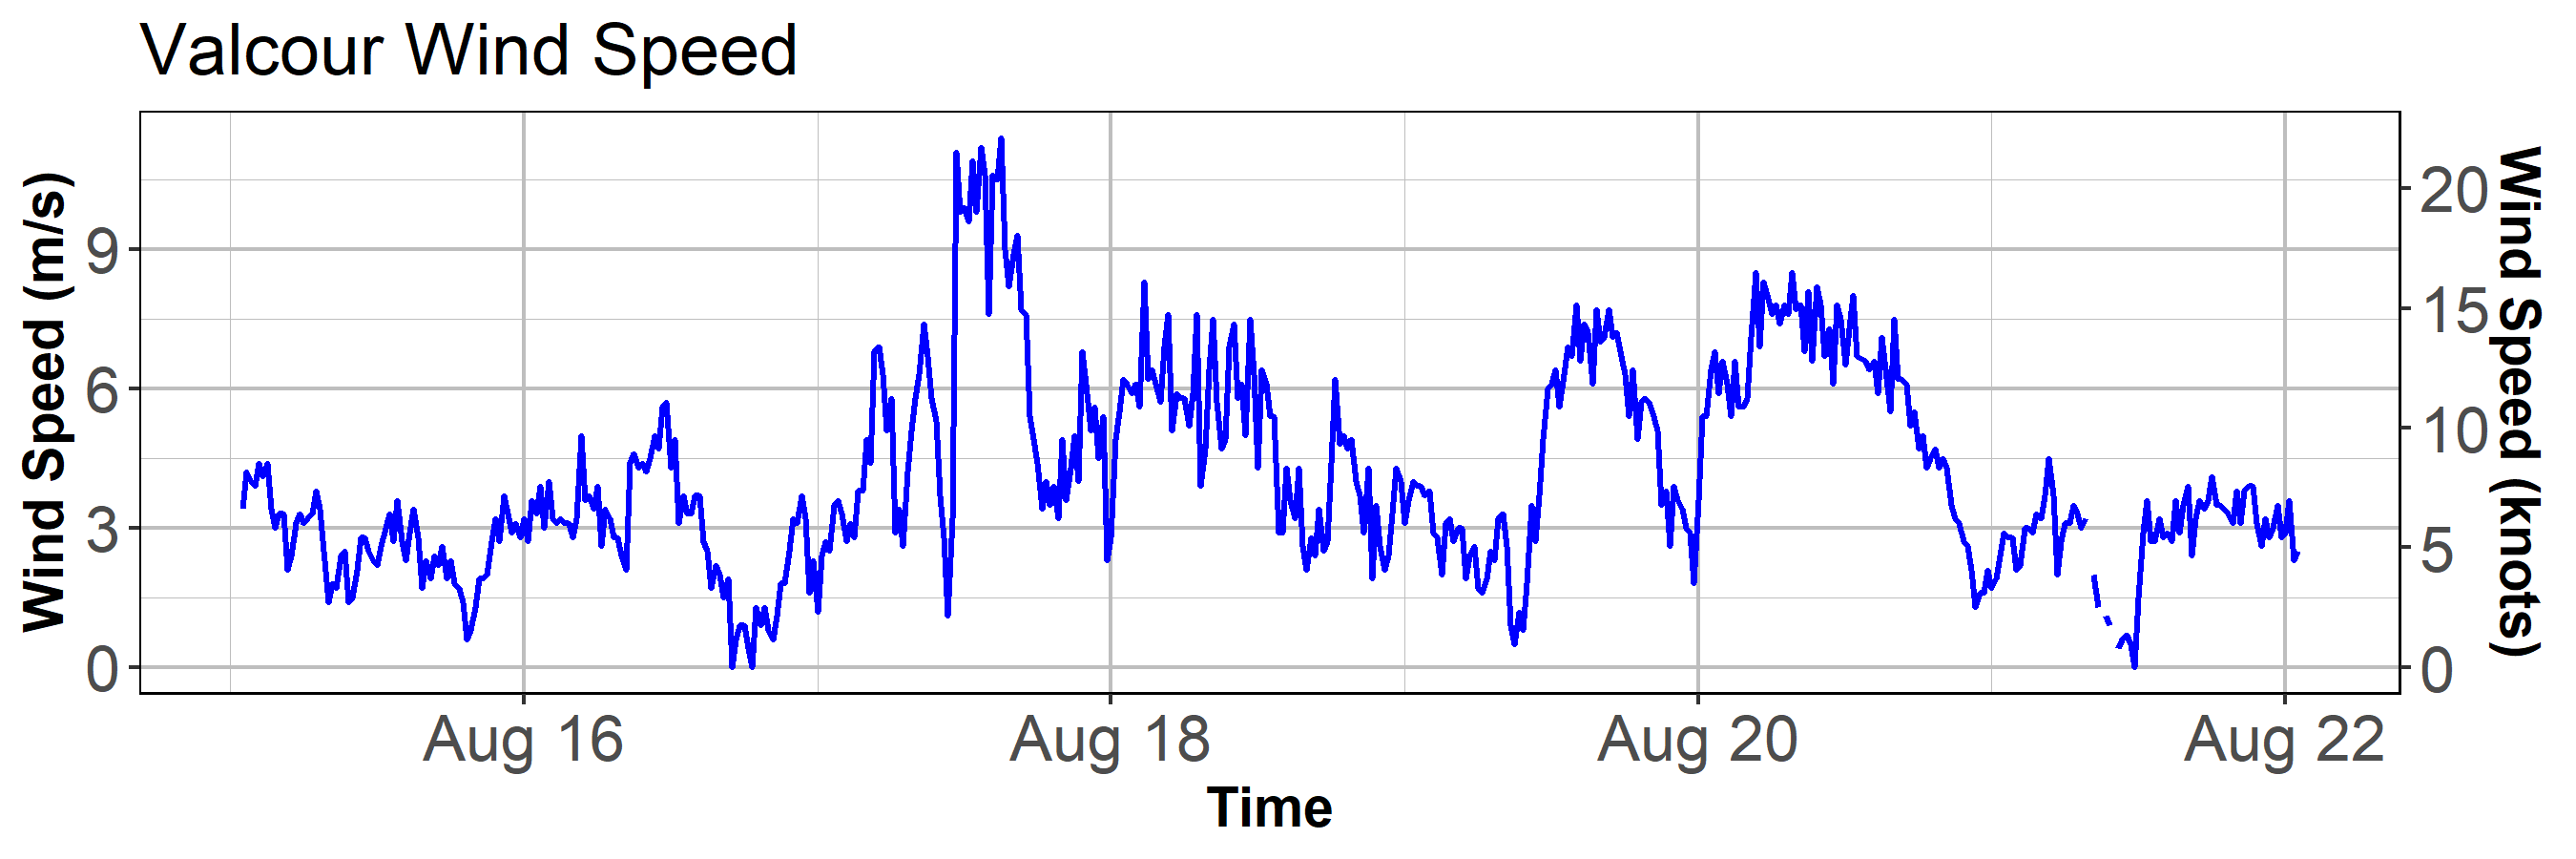 Valcour Wind Speed
Wind Speed (m/s)
9
6
3
0
20
15
10
5
0
Wind Speed (knots)
Aug 16
Aug 18
Aug 20
Aug 22
Time